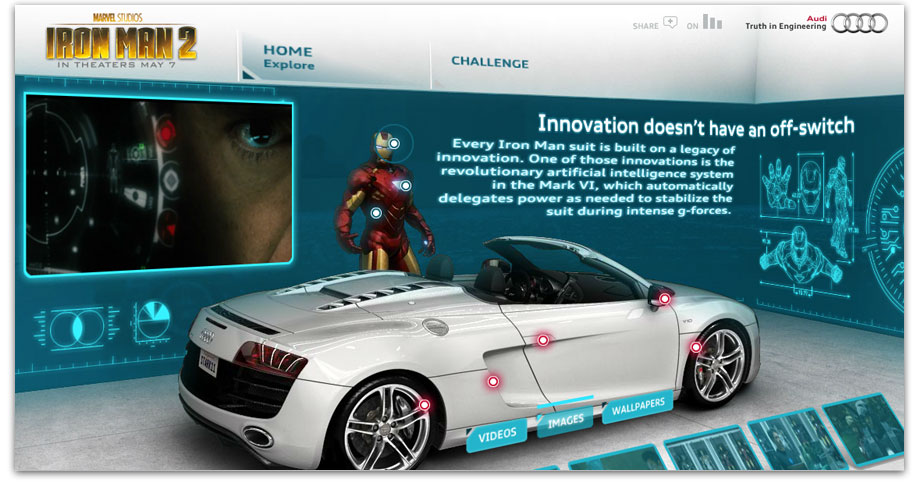 MARVEL STUDIOS
IRON MAN 2
IN THEATERS MAY 7
HOME
Explore
CHALLENGE
SHARE
ON
Audi
Truth in Engineering
Innovation doesn't have an off-switch
Every Iron Man suit is built on a legacy of
innovation. One of those innovations is the
revolutionary artificial intelligence system
in the Mark VI, which automatically
delegates power as needed to stabilize the
suit during intense g-forces.
VIDEOS
IMAGES
WALLPAPERS